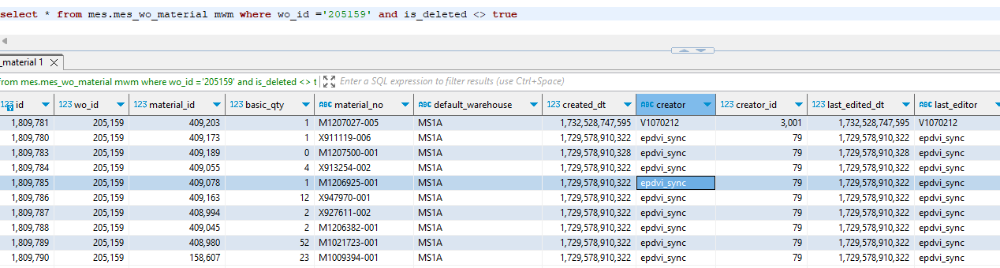 select * from mes.mes_wo_material mwm where wo_id ='205159' and is_deleted <> true
_material 1
from mes.mes_wo_material mwm where wo_id ='205159' and is_deleted <> t Enter a SQL expression to filter results (use Ctrl+Space)
123 id 123 wo_id 123 material_id 123 basic_qty ABC material_no ABC default_warehouse 123 created_dt ABC creator 123 creator_id 123 last_edited_dt ABC last_editor
1,809,781 205,159 409,203 1 M1207027-005 MS1A 1,732,528,747,595 V1070212 3,001 1,732,528,747,595 V1070212
1,809,780 205,159 409,173 1 X911119-006 MS1A 1,729,578,910,322 epdvi_sync 79 1,729,578,910,322 epdvi_sync
1,809,783 205,159 409,189 0 M1207500-001 MS1A 1,729,578,910,328 epdvi_sync 79 1,729,578,910,328 epdvi_sync
1,809,784 205,159 409,055 4 X913254-002 MS1A 1,729,578,910,322 epdvi_sync 79 1,729,578,910,322 epdvi_sync
1,809,785 205,159 409,078 1 M1206925-001 MS1A 1,729,578,910,322 epdvi_sync 79 1,729,578,910,322 epdvi_sync
1,809,786 205,159 409,163 12 X947970-001 MS1A 1,729,578,910,322 epdvi_sync 79 1,729,578,910,322 epdvi_sync
1,809,787 205,159 408,994 2 X927611-002 MS1A 1,729,578,910,322 epdvi_sync 79 1,729,578,910,322 epdvi_sync
1,809,788 205,159 409,045 2 M1206382-001 MS1A 1,729,578,910,322 epdvi_sync 79 1,729,578,910,322 epdvi_sync
1,809,789 205,159 408,980 52 M1021723-001 MS1A 1,729,578,910,322 epdvi_sync 79 1,729,578,910,322 epdvi_sync
1,809,790 205,159 158,607 23 M1009394-001 MS1A 1,729,578,910,322 epdvi_sync 79 1,729,578,910,322 epdvi_sync